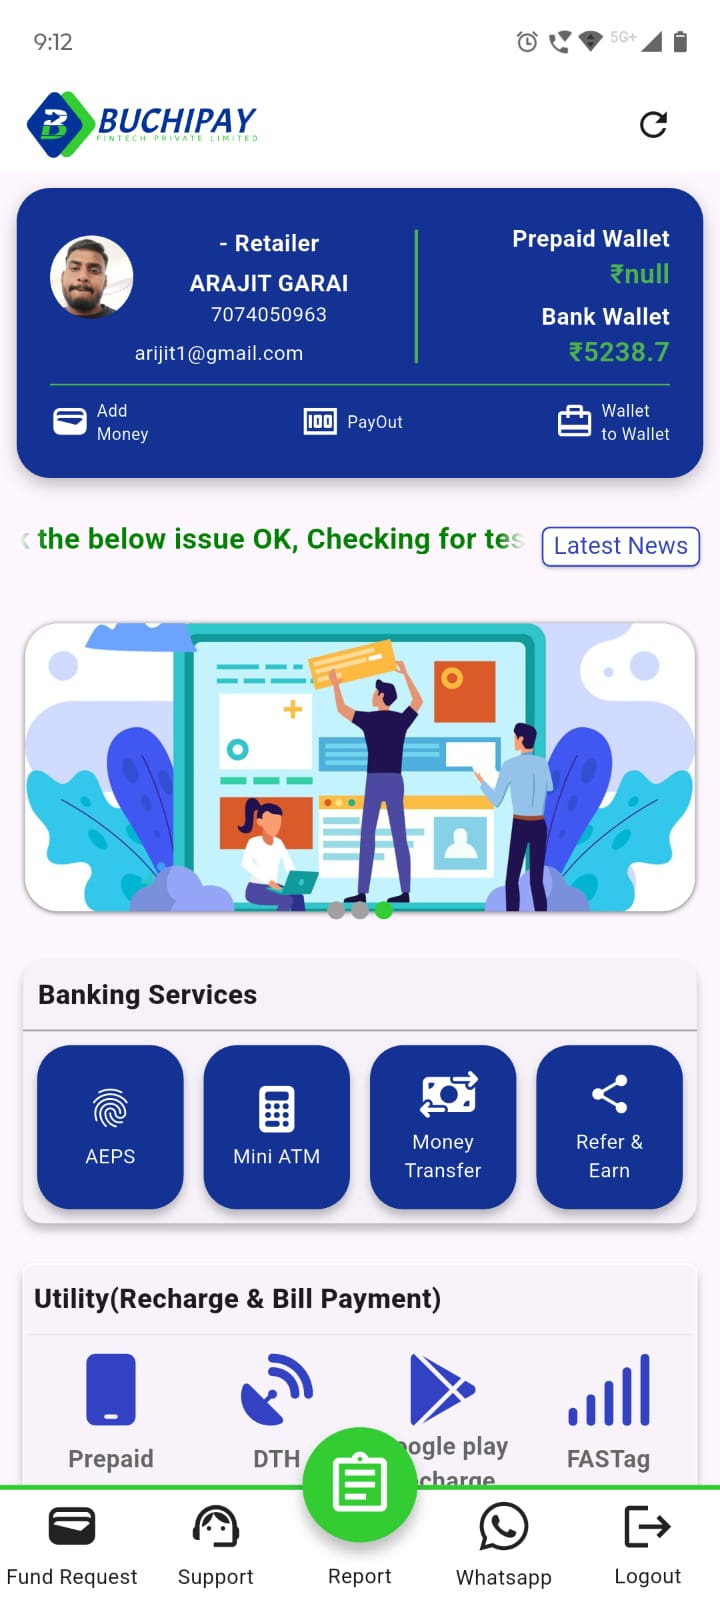 9:12
5G+
BUCHIPAY
FINTECH PRIVATE LIMITED
- Retailer
ARAJIT GARAI
7074050963
arijit1@gmail.com
Prepaid Wallet
₹null
Bank Wallet
₹5238.7
Add
Money
100
PayOut
Wallet
to Wallet
the below issue OK, Checking for tes
Latest News
Banking Services
AEPS
Mini ATM
Money
Transfer
Refer &
Earn
Utility(Recharge & Bill Payment)
Prepaid
DTH
ogle play
charge
FASTag
Fund Request
Support
Report
Whatsapp
Logout